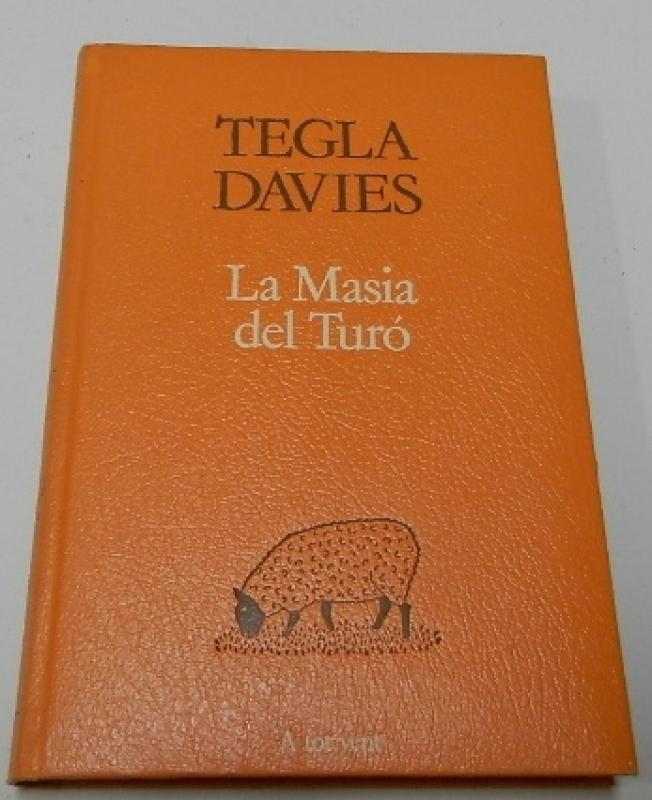 TEGLA
DAVIES
La Masia
del Turó
A tot vent